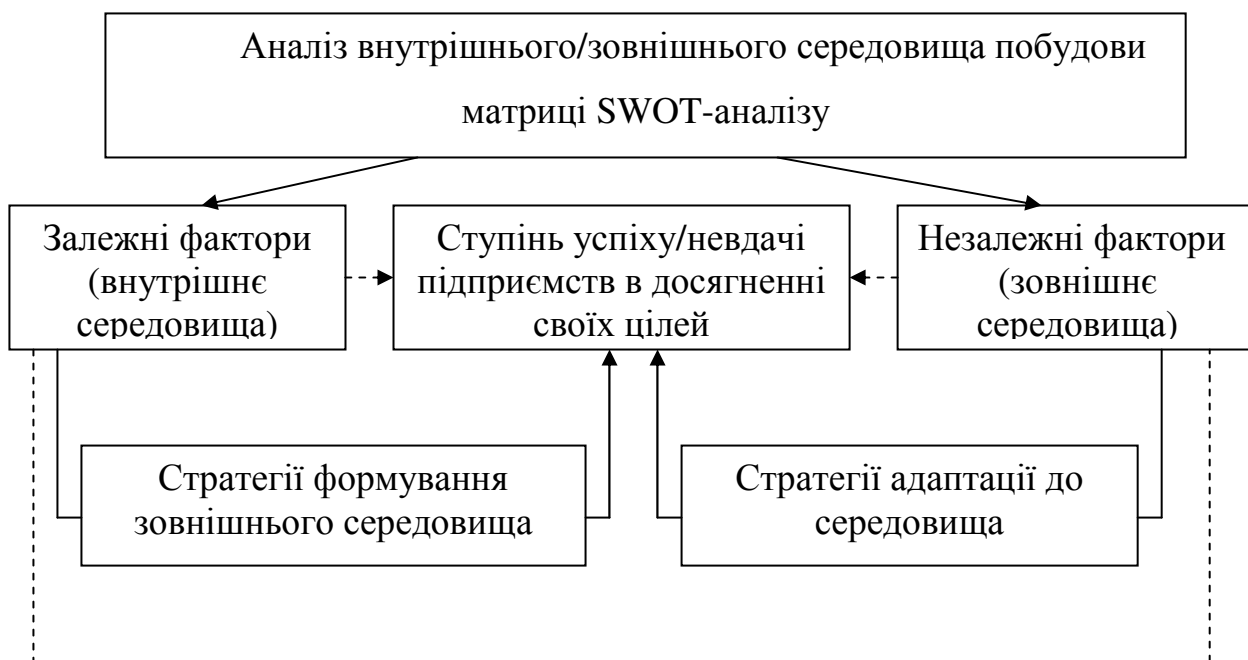 Аналіз внутрішнього/зовнішнього середовища побудови
матриці SWOT-аналізу
Залежні фактори
(внутрішнє
середовища)
Ступінь успіху/невдачі
підприємств в досягненні
своїх цілей
Незалежні фактори
(зовнішнє
середовища)
Стратегії формування
зовнішнього середовища
Стратегії адаптації до
середовища